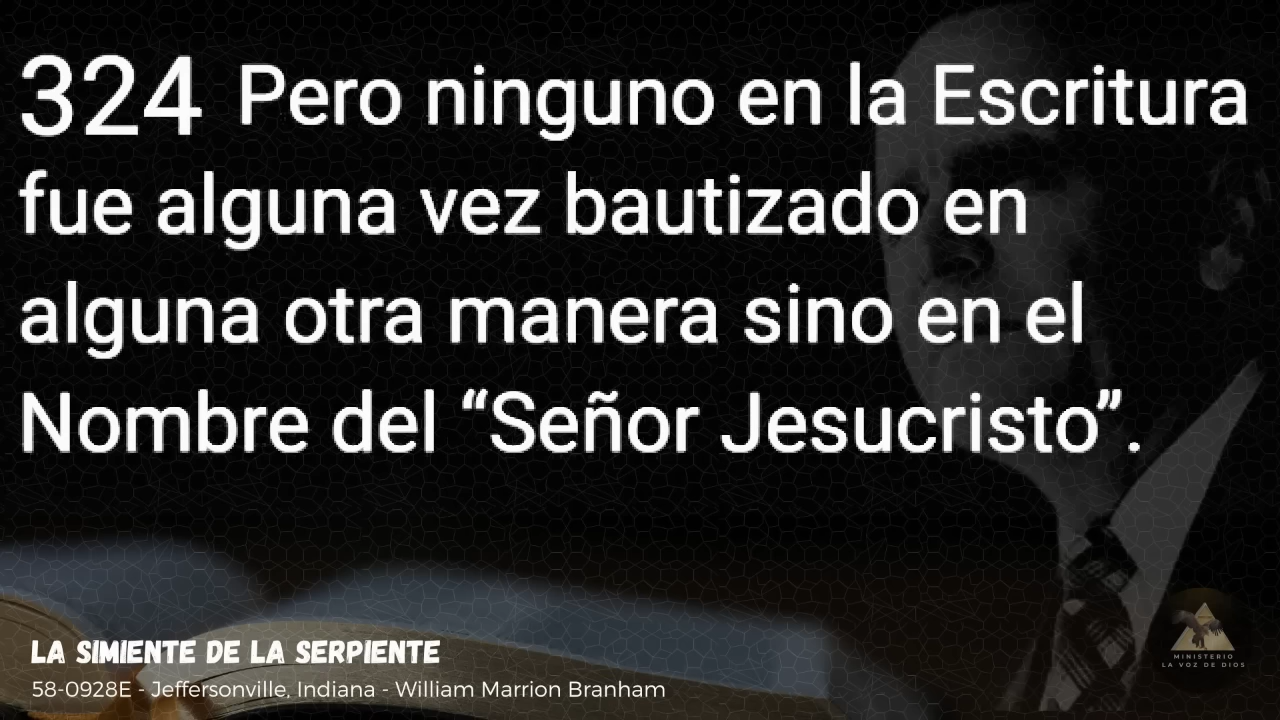 324 Pero ninguno en la Escritura
fue alguna vez bautizado en
alguna otra manera sino en el
Nombre del “Señor Jesucristo”.
LA SIMIENTE DE LA SERPIENTE
58-0928E - Jeffersonville, Indiana - William Marrion Branham
MINISTERIO
LA VOZ DE DIOS